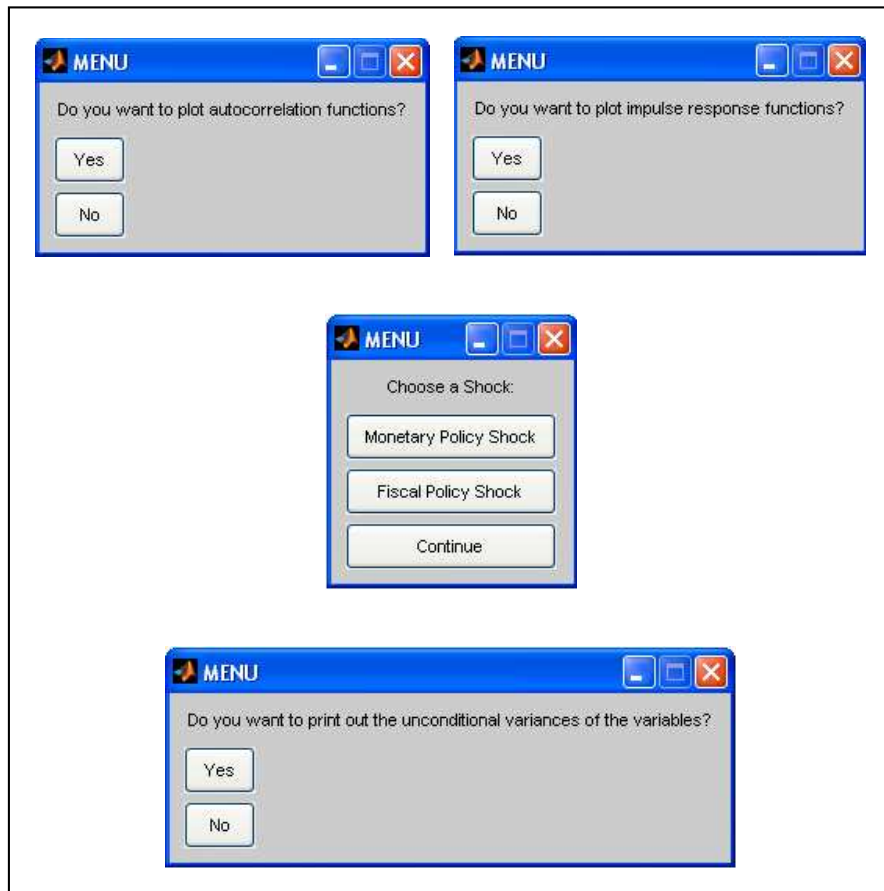 MENU
Do you want to plot autocorrelation functions?
Yes
No
MENU
Do you want to plot impulse response functions?
Yes
No
MENU
Choose a Shock:
Monetary Policy Shock
Fiscal Policy Shock
Continue
MENU
Do you want to print out the unconditional variances of the variables?
Yes
No